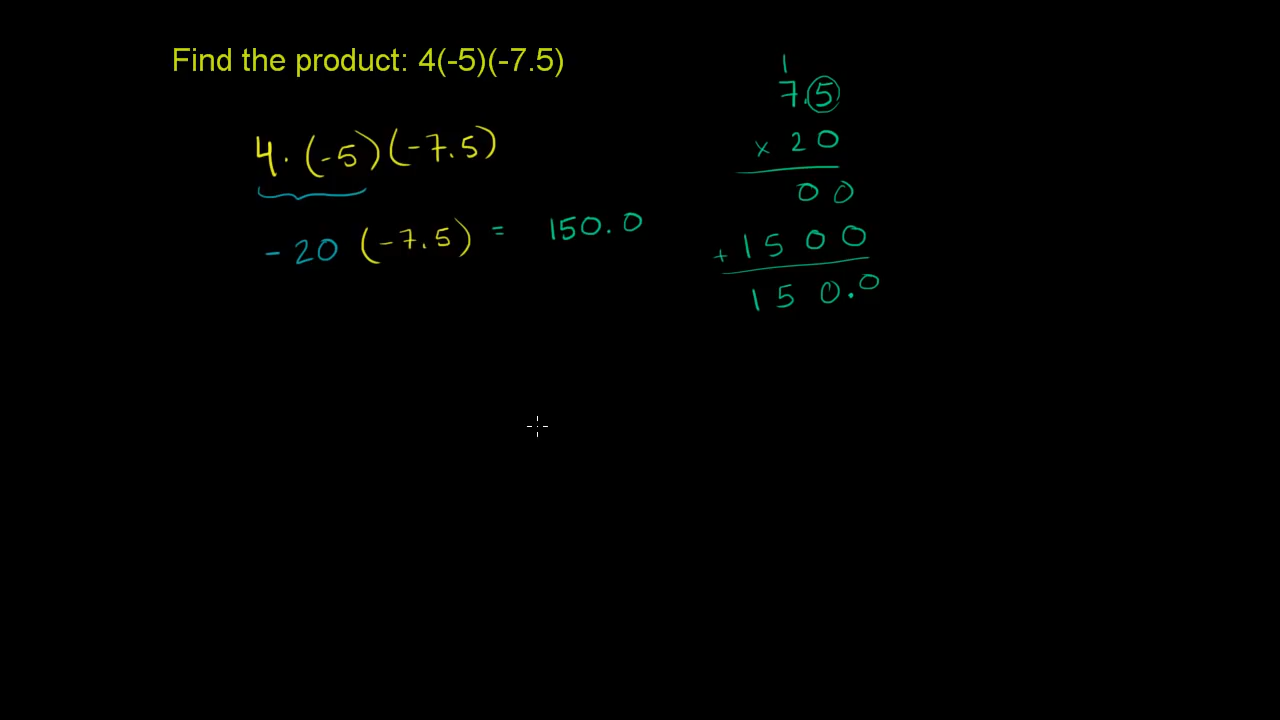 Find the product: 4(-5)(-7.5)
4 · (-5)(-7.5)
-20 (-7.5) = 150.0
1
7.5
x 20
00
+ 1500
150.0